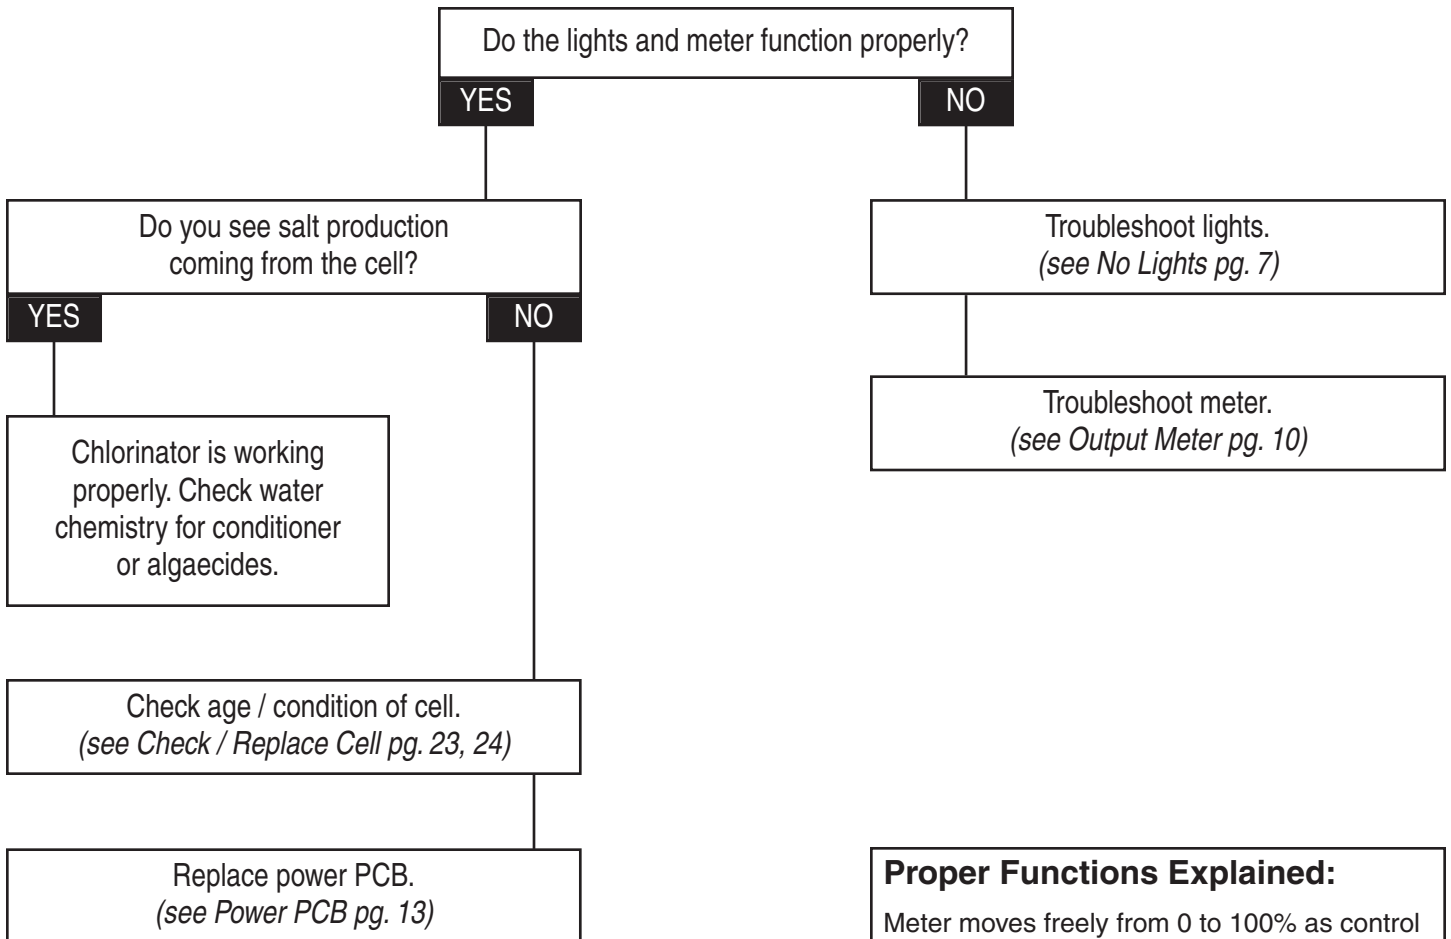 Do the lights and meter function properly?
YES
NO
Do you see salt production
coming from the cell?
YES
NO
Chlorinator is working
properly. Check water
chemistry for conditioner
or algaecides.
Check age / condition of cell.
(see Check / Replace Cell pg. 23, 24)
Replace power PCB.
(see Power PCB pg. 13)
Troubleshoot lights.
(see No Lights pg. 7)
Troubleshoot meter.
(see Output Meter pg. 10)
Proper Functions Explained:
Meter moves freely from 0 to 100% as control